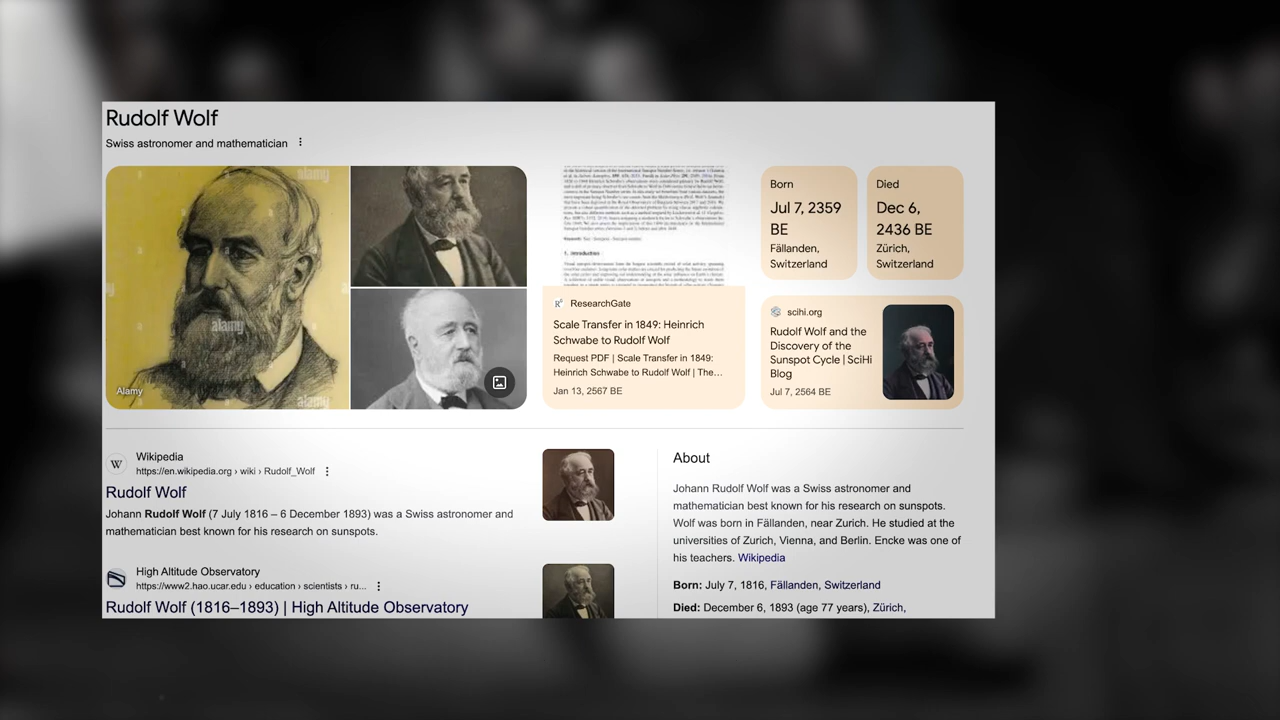 Rudolf Wolf
Swiss astronomer and mathematician
alamy
alamy
alamy
Alamy
1. Introduction
ResearchGate
Scale Transfer in 1849: Heinrich
Schwabe to Rudolf Wolf
Request PDF | Scale Transfer in 1849:
Heinrich Schwabe to Rudolf Wolf | The…
Jan 13, 2567 BE
Born
Jul 7, 2359
BE
Fällanden,
Switzerland
Died
Dec 6,
2436 BE
Zürich,
Switzerland
scihi.org
Rudolf Wolf and the
Discovery of the
Sunspot Cycle | SciHi
Blog
Jul 7, 2564 BE
W
Wikipedia
https://en.wikipedia.org › wiki › Rudolf_Wolf
Rudolf Wolf
Johann Rudolf Wolf (7 July 1816 – 6 December 1893) was a Swiss astronomer and
mathematician best known for his research on sunspots.
High Altitude Observatory
https://www2.hao.ucar.edu › education › scientists › ru...
Rudolf Wolf (1816–1893) | High Altitude Observatory
About
Johann Rudolf Wolf was a Swiss astronomer and
mathematician best known for his research on sunspots.
Wolf was born in Fällanden, near Zurich. He studied at the
universities of Zurich, Vienna, and Berlin. Encke was one of
his teachers. Wikipedia
Born: July 7, 1816, Fällanden, Switzerland
Died: December 6, 1893 (age 77 years), Zürich,